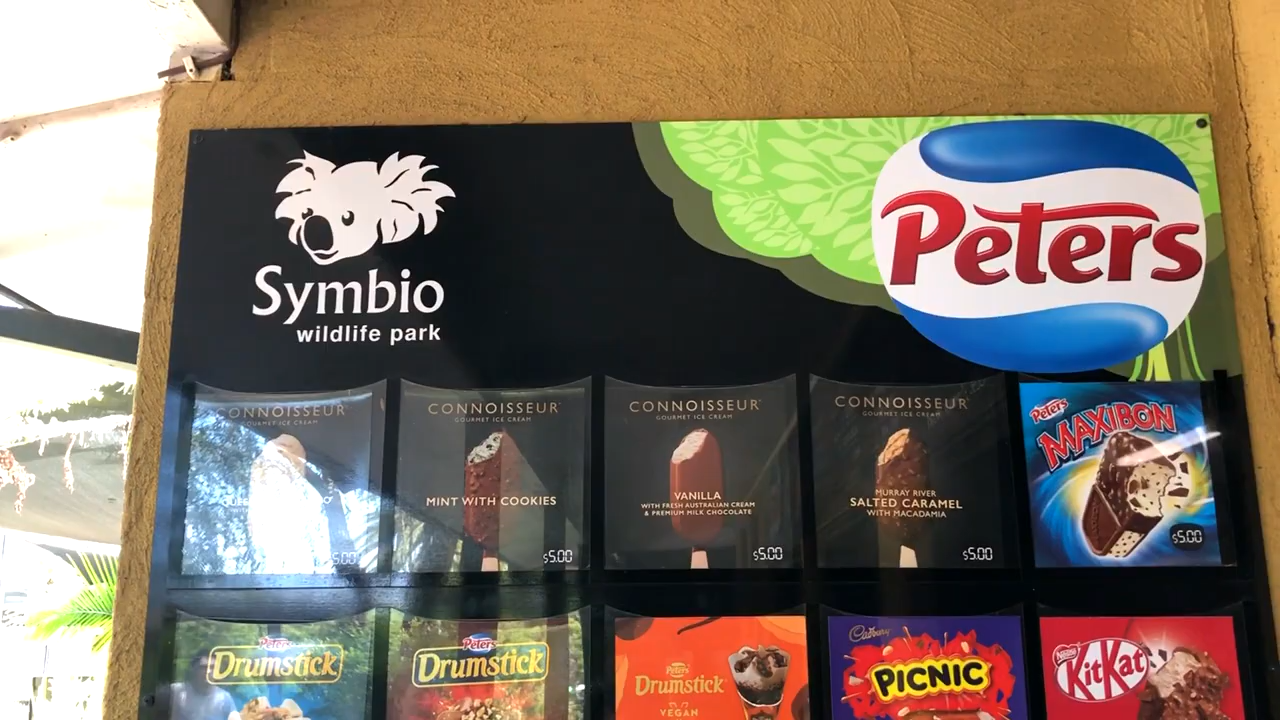 Symbio
wildlife park
Peters
CONNOISSEUR
GOURMET ICE CREAM
5.00
CONNOISSEUR
GOURMET ICE CREAM
MINT WITH COOKIES
$5.00
CONNOISSEUR
GOURMET ICE CREAM
VANILLA
WITH FRESH AUSTRALIAN CREAM
& PREMIUM MILK CHOCOLATE
$5.00
CONNOISSEUR
GOURMET ICE CREAM
MURRAY RIVER
SALTED CARAMEL
WITH MACADAMIA
$5.00
Peters
MAXIBON
$5.00
Peters
Drumstick
Peters
Drumstick
Peters
Drumstick
VEGAN
Cadbury
PICNIC
Nestlé
KitKat